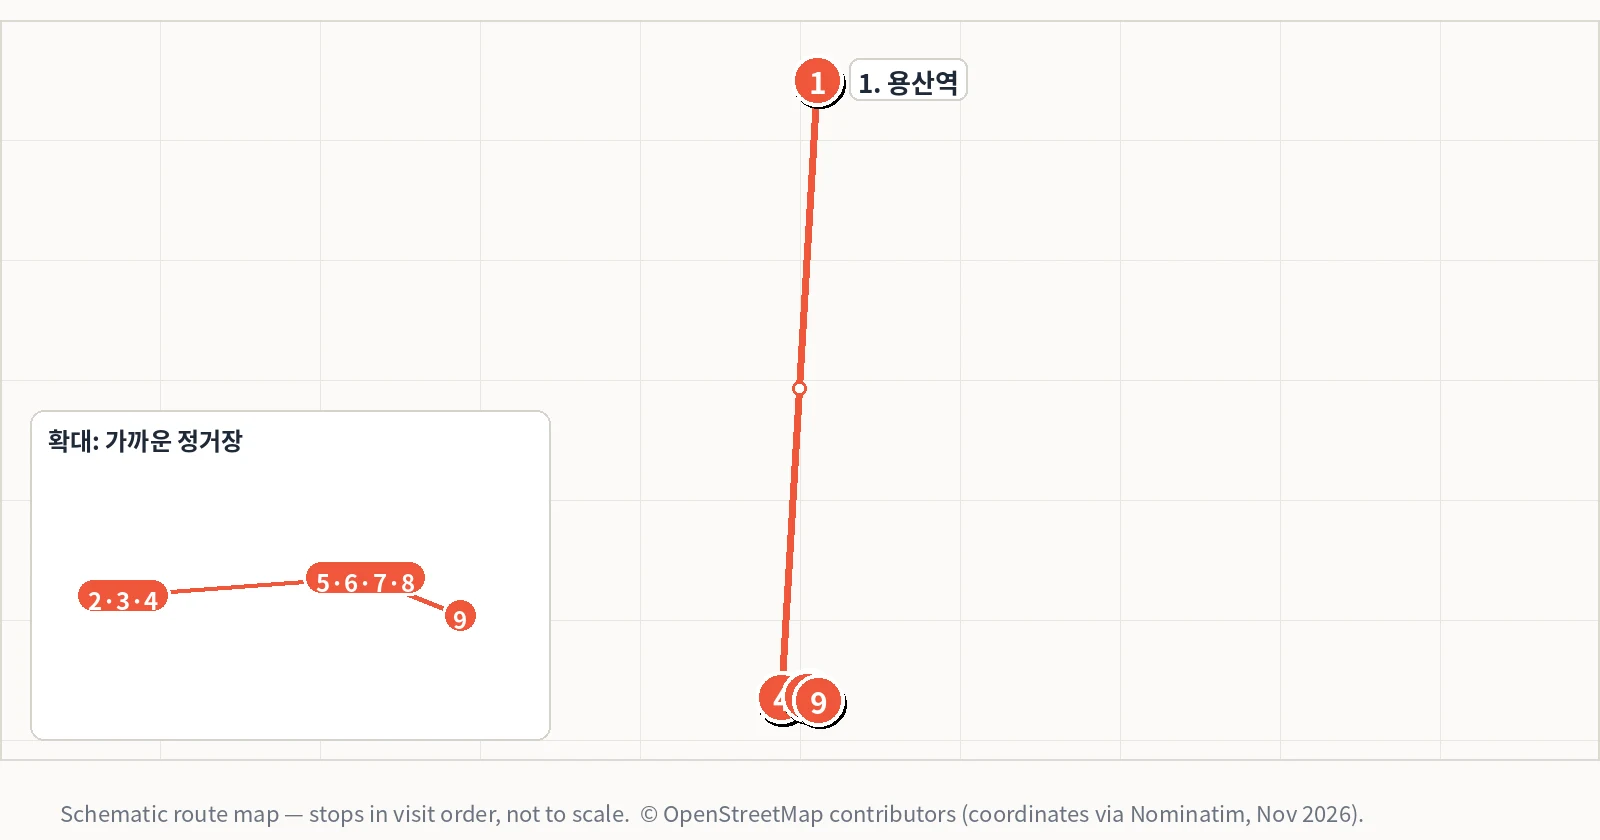 1
1. 용산역
확대: 가까운 정거장
2·3·4
5·6·7·8
9
4
9
Schematic route map — stops in visit order, not to scale. © OpenStreetMap contributors (coordinates via Nominatim, Nov 2026).